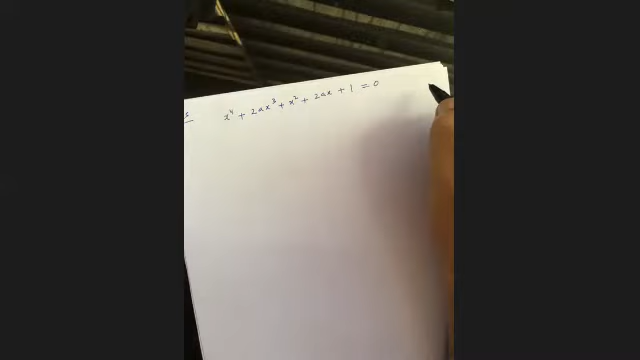 x⁴ + 2ax³ + x² + 2ax + 1 = 0